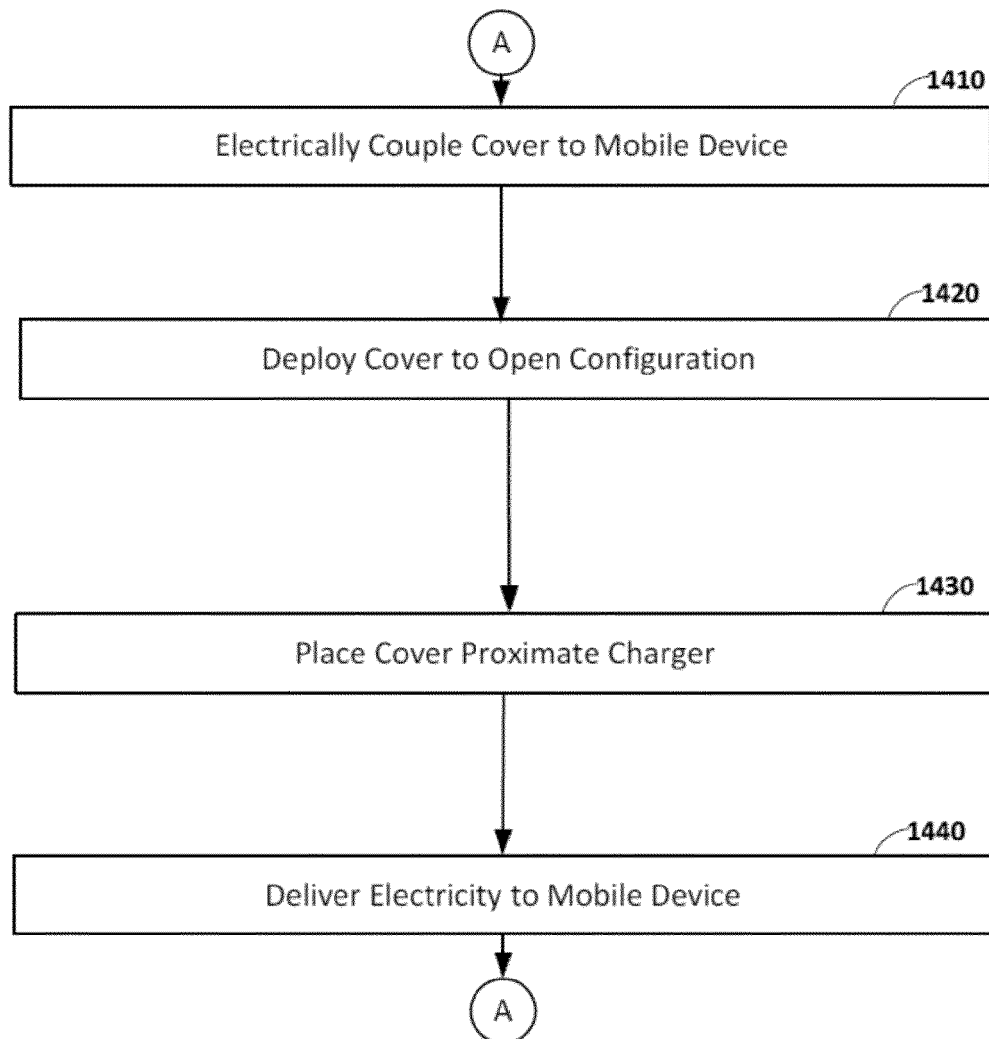 A
1410
Electrically Couple Cover to Mobile Device
1420
Deploy Cover to Open Configuration
1430
Place Cover Proximate Charger
1440
Deliver Electricity to Mobile Device
A